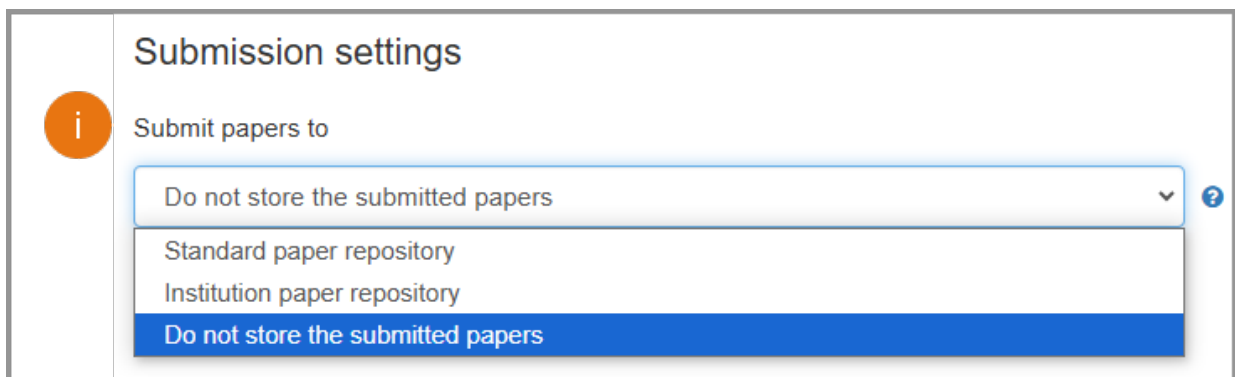 Submission settings
i
Submit papers to
Do not store the submitted papers
?
Standard paper repository
Institution paper repository
Do not store the submitted papers